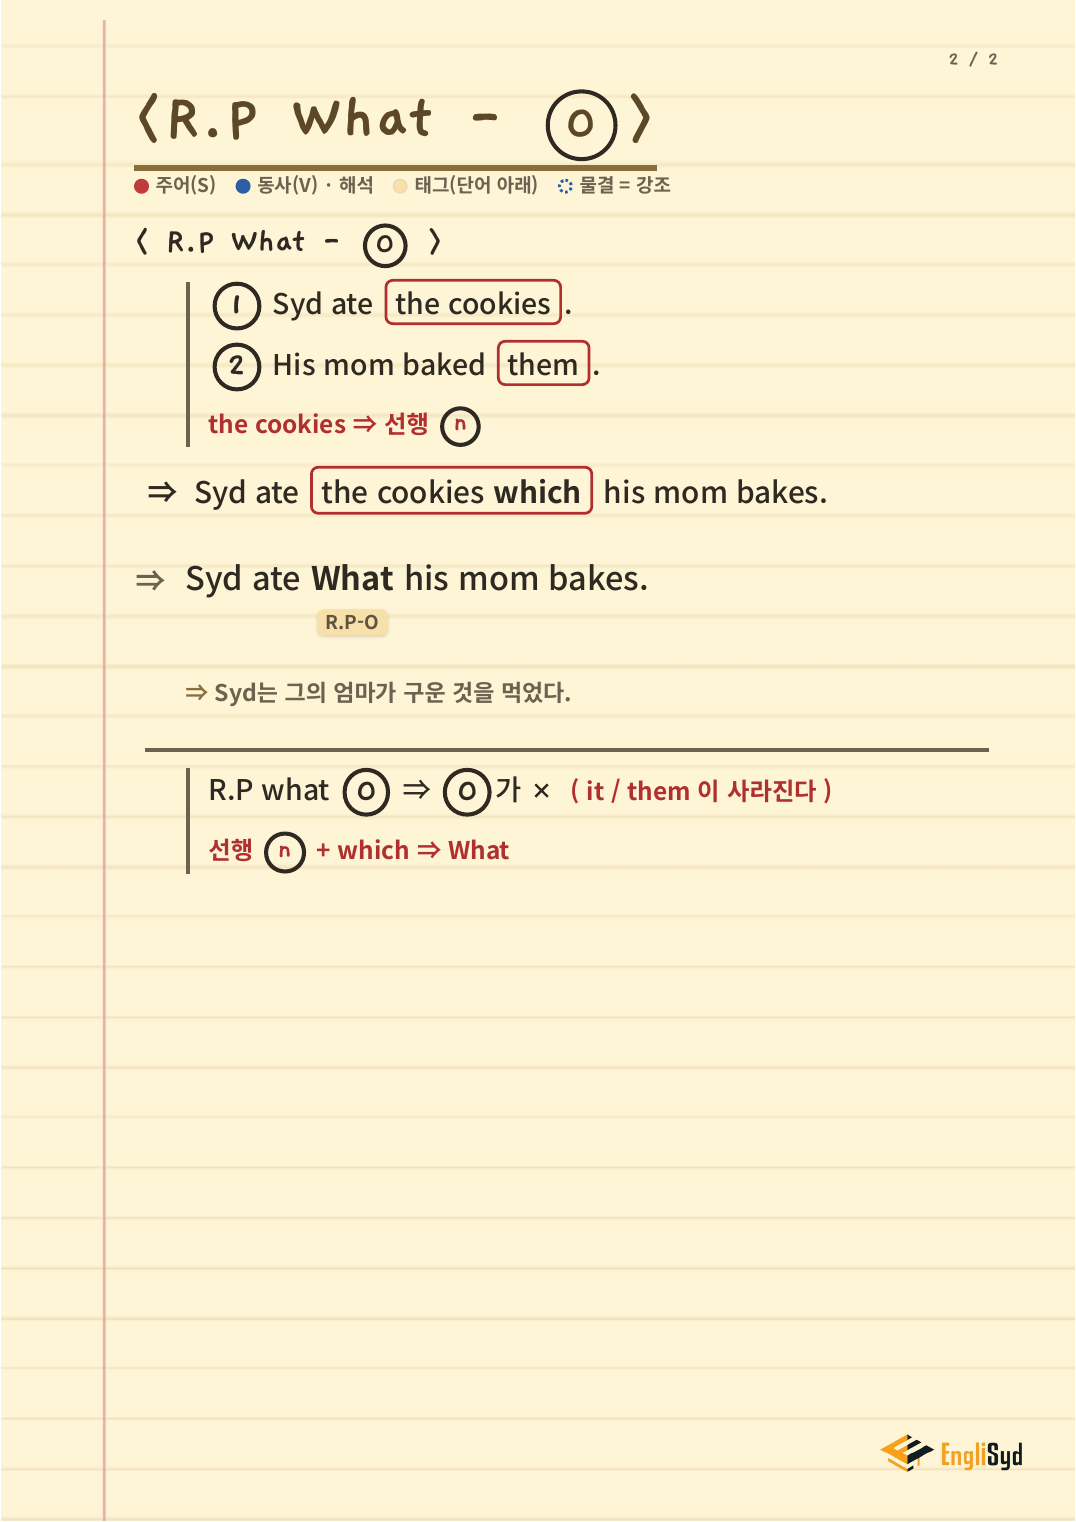 2 / 2
<R.P What - O>
주어(S) 동사(V) · 해석 태그(단어 아래) 물결 = 강조
< R.P What - O >
1 Syd ate the cookies.
2 His mom baked them.
the cookies ⇒ 선행 n
⇒ Syd ate the cookies which his mom bakes.
⇒ Syd ate What his mom bakes.
R.P-O
⇒ Syd는 그의 엄마가 구운 것을 먹었다.
R.P what O ⇒ O가 × ( it / them 이 사라진다 )
선행 n + which ⇒ What
EngliSyd